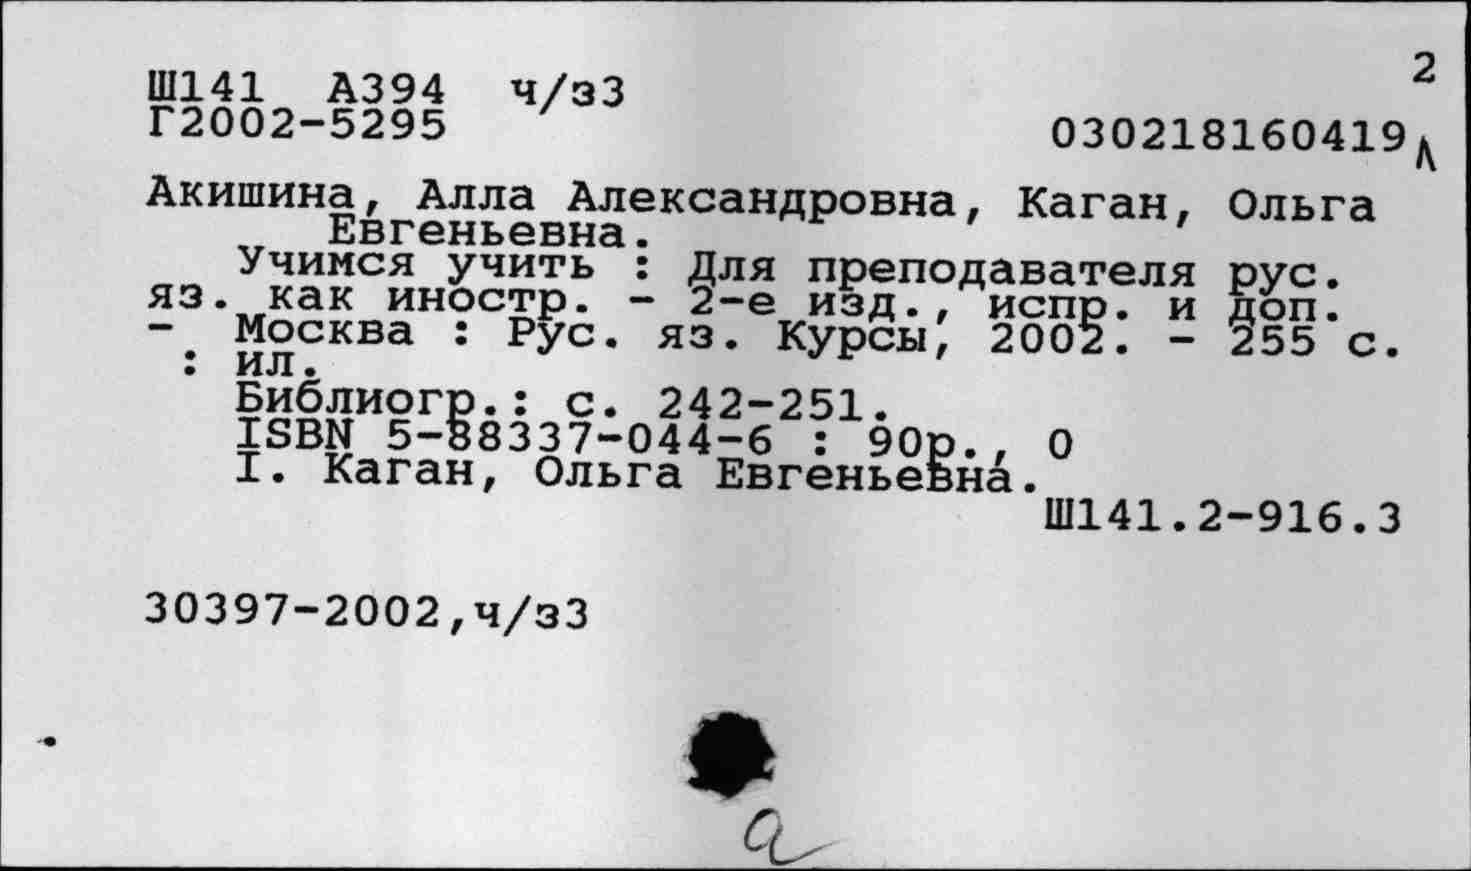 2
Ш141 А394 ч/з3
Г2002-5295
030218160419
Акишина, Алла Александровна, Каган, Ольга
Евгеньевна.
Учимся учить : Для преподавателя рус.
яз. как иностр. - 2-е изд., испр. и доп.
- Москва : Рус. яз. Курсы, 2002. - 255 с.
: ил.
Библиогр.: с. 242-251.
ISBN 5-88337-044-6 : 90р., 0
I. Каган, Ольга Евгеньевна.
Ш141.2-916.3
30397-2002,ч/з3